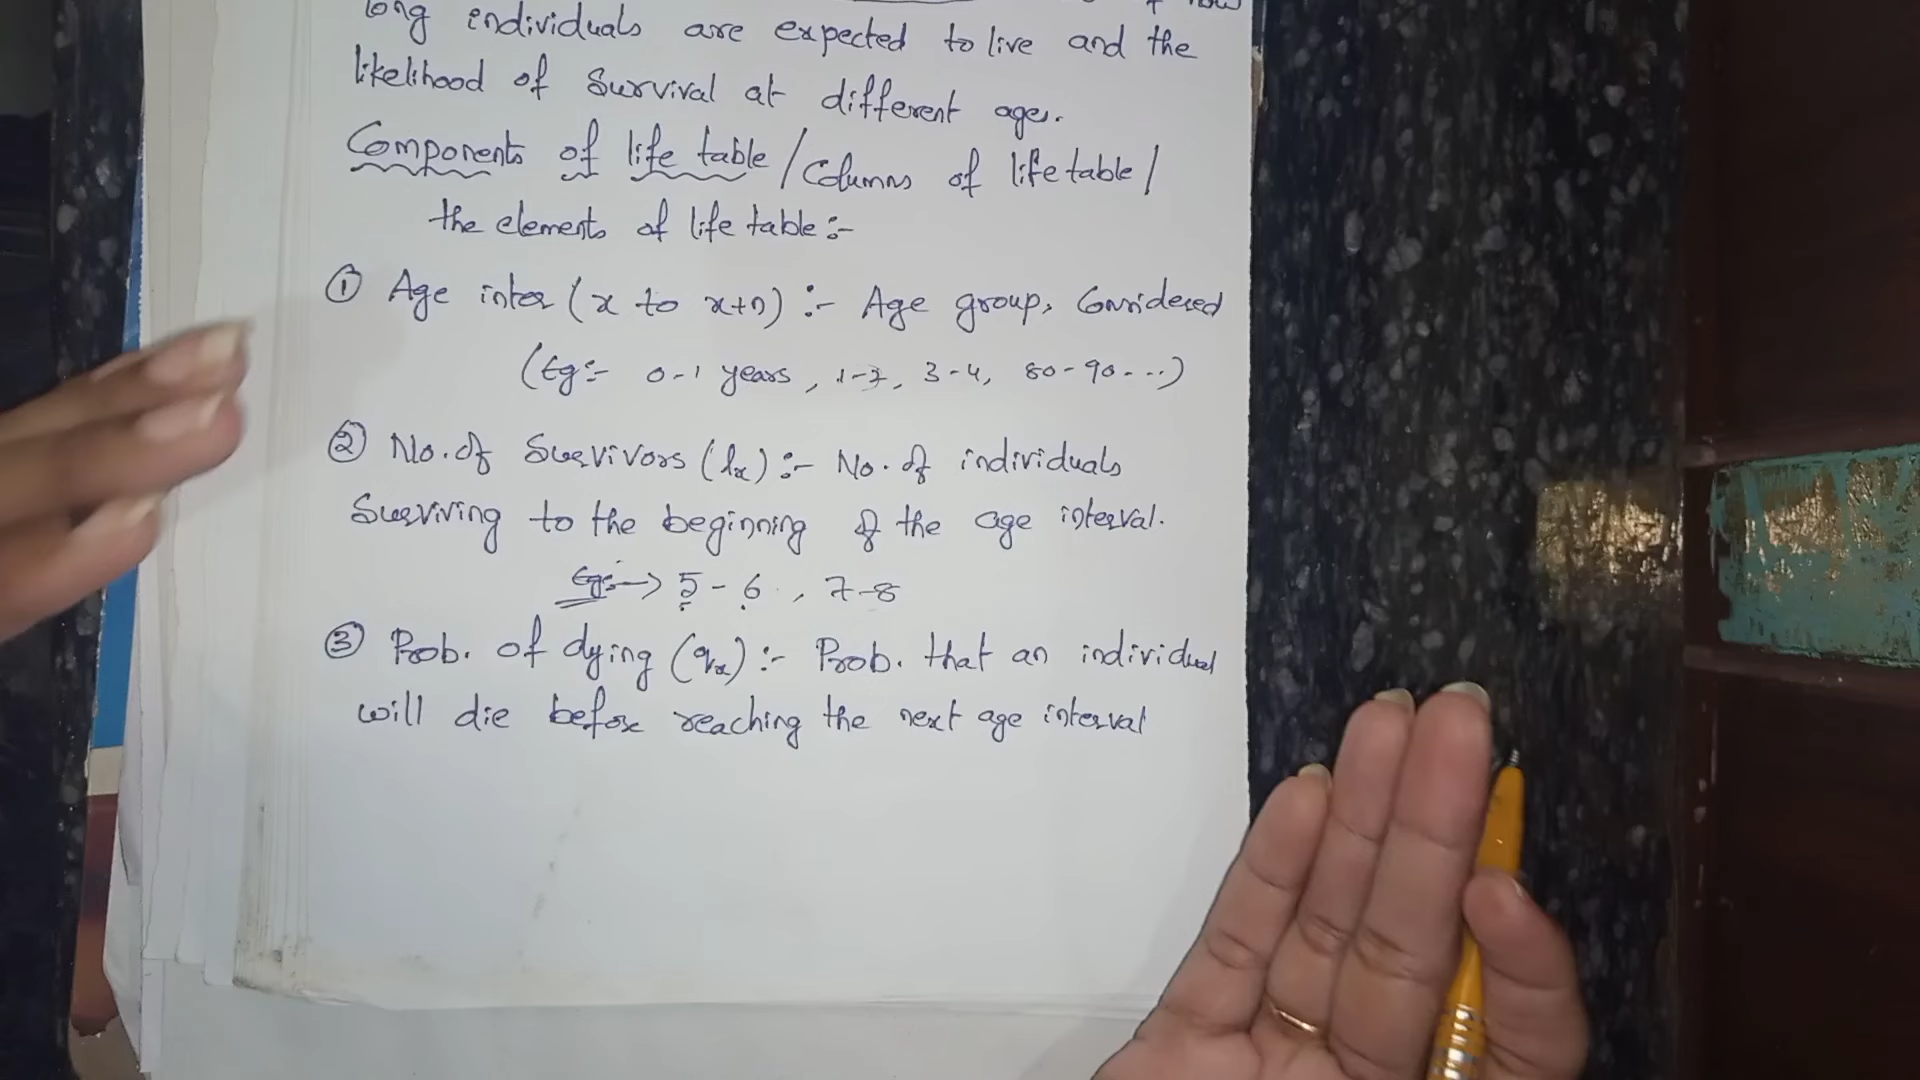 long individuals are expected to live and the
likelihood of Survival at different age.
Components of life table / Columns of life table /
the elements of life table :-
① Age inter (x to x+n) :- Age group, Considered
(Eg:- 0-1 years, 1-2, 3-4, 80-90...)
② No. of Survivors (lx) :- No. of individuals
Surviving to the beginning of the age interval.
Eg:-→ 5-6, 7-8
③ Prob. of dying (qx) :- Prob. that an individual
will die before reaching the next age interval